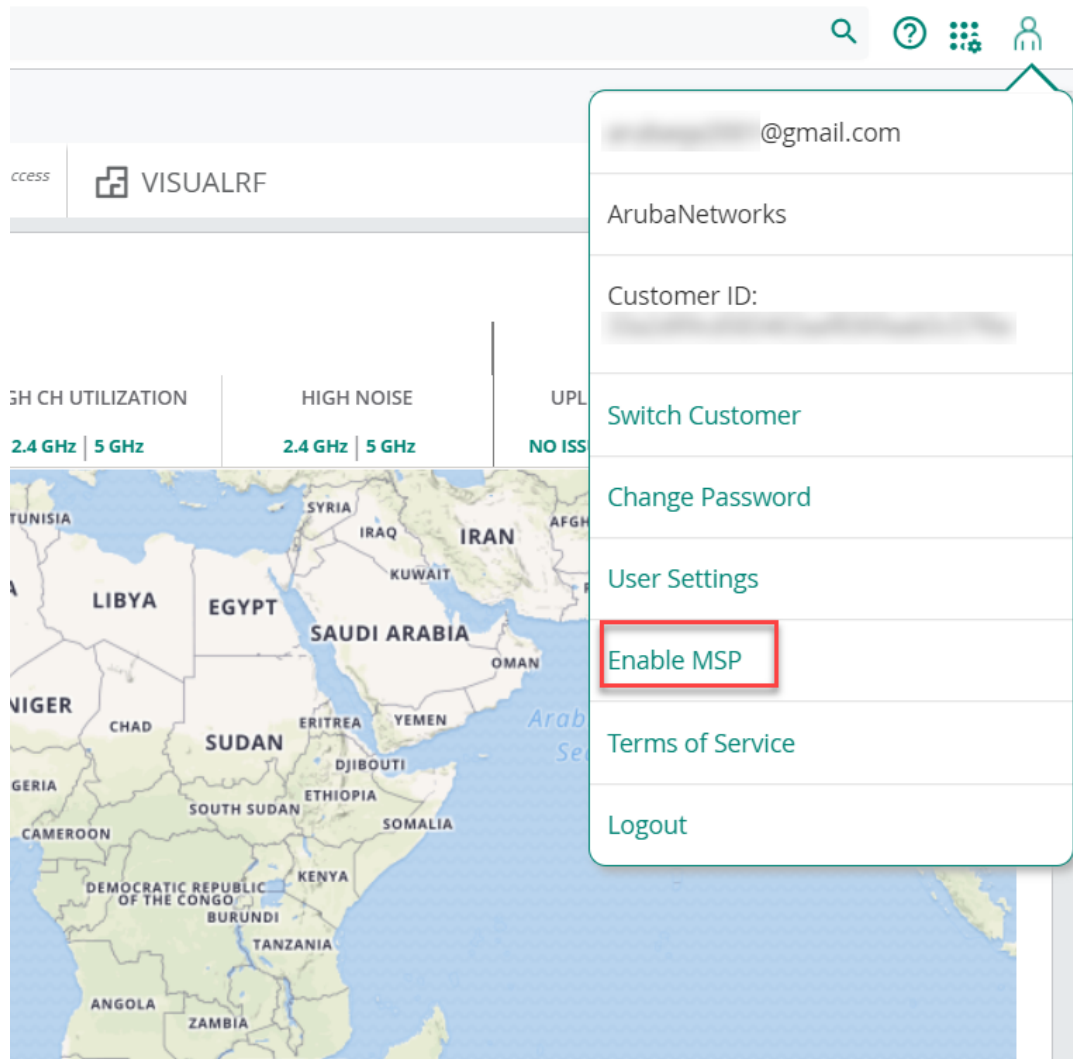 @gmail.com
ccess
VISUALRF
ArubaNetworks
Customer ID:
GH CH UTILIZATION
HIGH NOISE
UPL
2.4 GHz | 5 GHz
2.4 GHz | 5 GHz
NO ISS
Switch Customer
Change Password
User Settings
Enable MSP
Terms of Service
Logout
TUNISIA
SYRIA
IRAQ
IRAN
AFGH
KUWAIT
LIBYA
EGYPT
SAUDI ARABIA
OMAN
NIGER
CHAD
SUDAN
ERITREA
YEMEN
Arab
Se
DJIBOUTI
GERIA
ETHIOPIA
SOUTH SUDAN
SOMALIA
CAMEROON
KENYA
DEMOCRATIC REPUBLIC
OF THE CONGO
BURUNDI
TANZANIA
ANGOLA
ZAMBIA